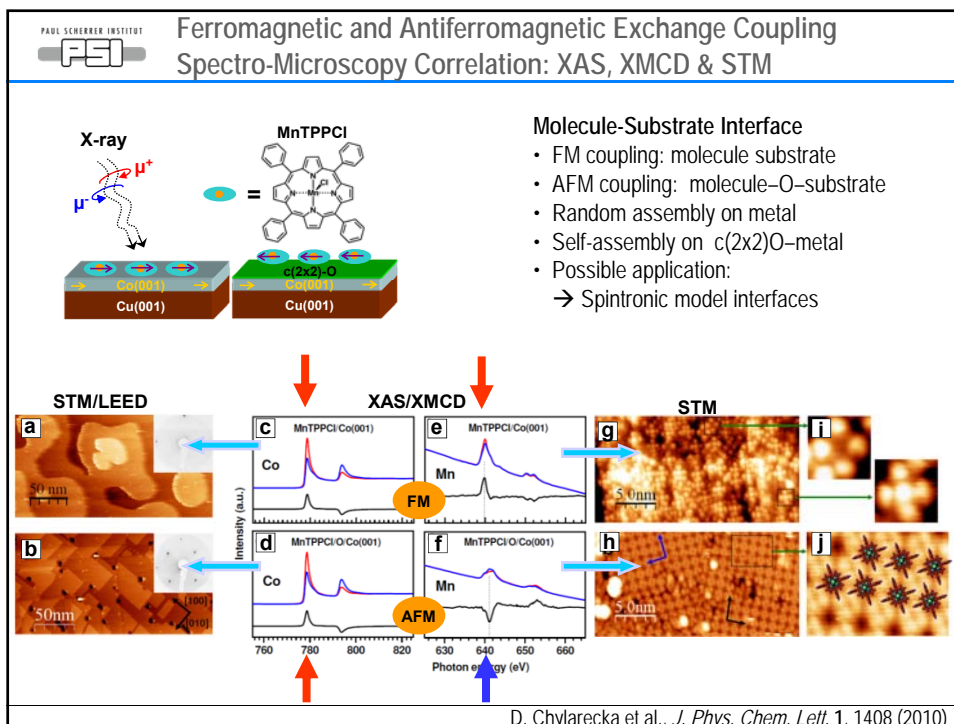 PAUL SCHERRER INSTITUT
PSI
Ferromagnetic and Antiferromagnetic Exchange Coupling
Spectro-Microscopy Correlation: XAS, XMCD & STM
X-ray
μ+
μ-
=
MnTPPCl
Cl
N
N Mn N
N
Co(001)
Cu(001)
c(2x2)-O
Co(001)
Cu(001)
Molecule-Substrate Interface
• FM coupling: molecule substrate
• AFM coupling: molecule–O–substrate
• Random assembly on metal
• Self-assembly on c(2x2)O–metal
• Possible application:
→ Spintronic model interfaces
STM/LEED
XAS/XMCD
STM
a
50 nm
b
50nm
[100]
[010]
Intensity (a.u.)
c
MnTPPCl/Co(001)
Co
e
MnTPPCl/Co(001)
Mn
FM
d
MnTPPCl/O/Co(001)
Co
f
MnTPPCl/O/Co(001)
Mn
AFM
760 780 800 820
630 640 650 660
Photon energy (eV)
g
5.0nm
i
h
5.0nm
j
D. Chylarecka et al., J. Phys. Chem. Lett. 1, 1408 (2010)